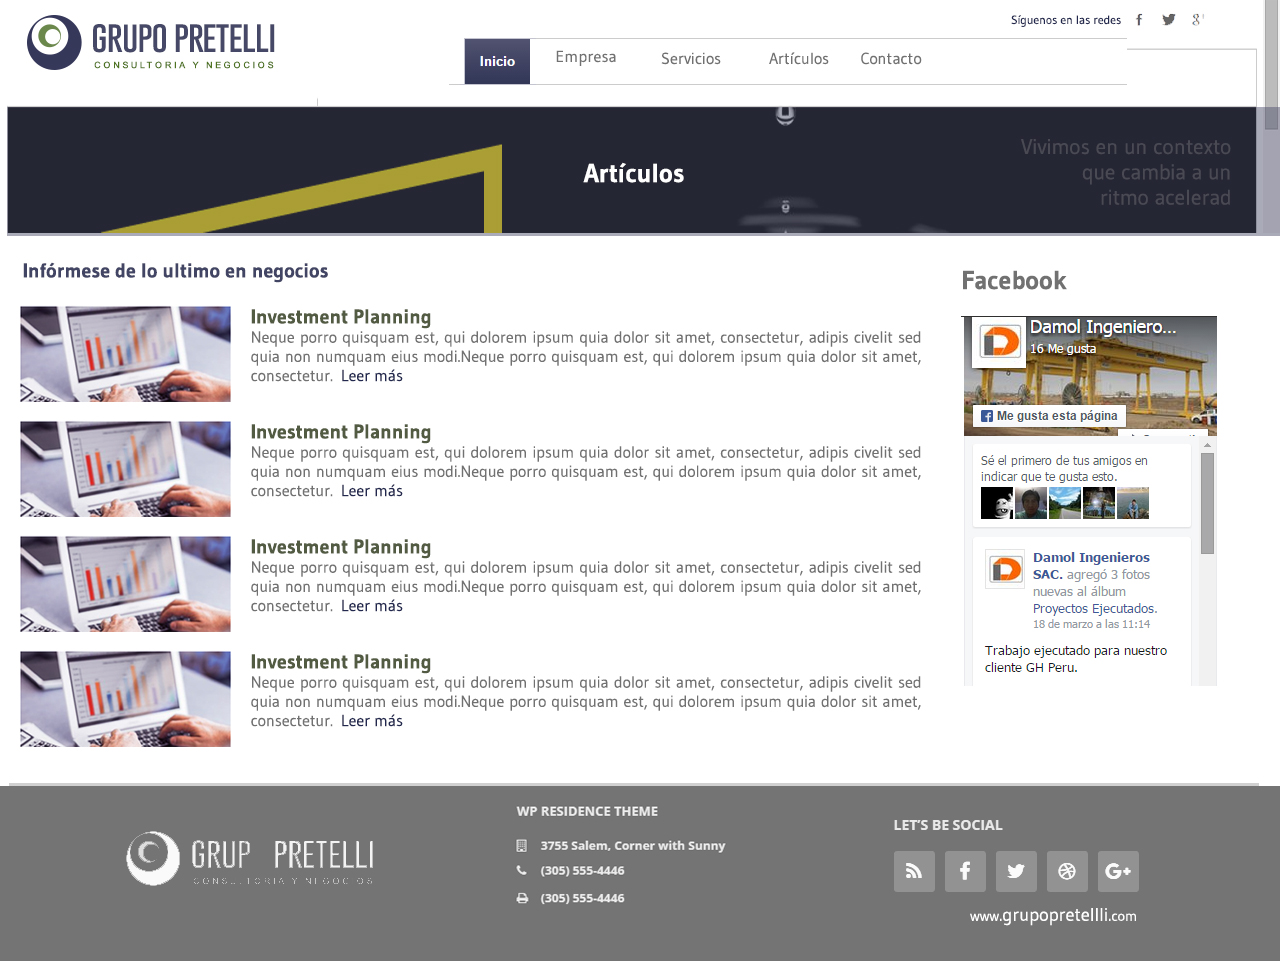 GRUPO PRETELLI
CONSULTORIA Y NEGOCIOS
Síguenos en las redes
Inicio
Empresa
Servicios
Artículos
Contacto
Artículos
Vivimos en un contexto
que cambia a un
ritmo acelerad
Infórmese de lo ultimo en negocios
Investment Planning
Neque porro quisquam est, qui dolorem ipsum quia dolor sit amet, consectetur, adipis civelit sed
quia non numquam eius modi.Neque porro quisquam est, qui dolorem ipsum quia dolor sit amet,
consectetur. Leer más
Investment Planning
Neque porro quisquam est, qui dolorem ipsum quia dolor sit amet, consectetur, adipis civelit sed
quia non numquam eius modi.Neque porro quisquam est, qui dolorem ipsum quia dolor sit amet,
consectetur. Leer más
Investment Planning
Neque porro quisquam est, qui dolorem ipsum quia dolor sit amet, consectetur, adipis civelit sed
quia non numquam eius modi.Neque porro quisquam est, qui dolorem ipsum quia dolor sit amet,
consectetur. Leer más
Investment Planning
Neque porro quisquam est, qui dolorem ipsum quia dolor sit amet, consectetur, adipis civelit sed
quia non numquam eius modi.Neque porro quisquam est, qui dolorem ipsum quia dolor sit amet,
consectetur. Leer más
Facebook
Damol Ingeniero...
16 Me gusta
Me gusta esta página
Sé el primero de tus amigos en
indicar que te gusta esto.
Damol Ingenieros
SAC. agregó 3 fotos
nuevas al álbum
Proyectos Ejecutados.
18 de marzo a las 11:14
Trabajo ejecutado para nuestro
cliente GH Peru.
GRUP PRETELLI
CONSULTORIA Y NEGOCIOS
WP RESIDENCE THEME
3755 Salem, Corner with Sunny
(305) 555-4446
(305) 555-4446
LET'S BE SOCIAL
www.grupopretellli.com